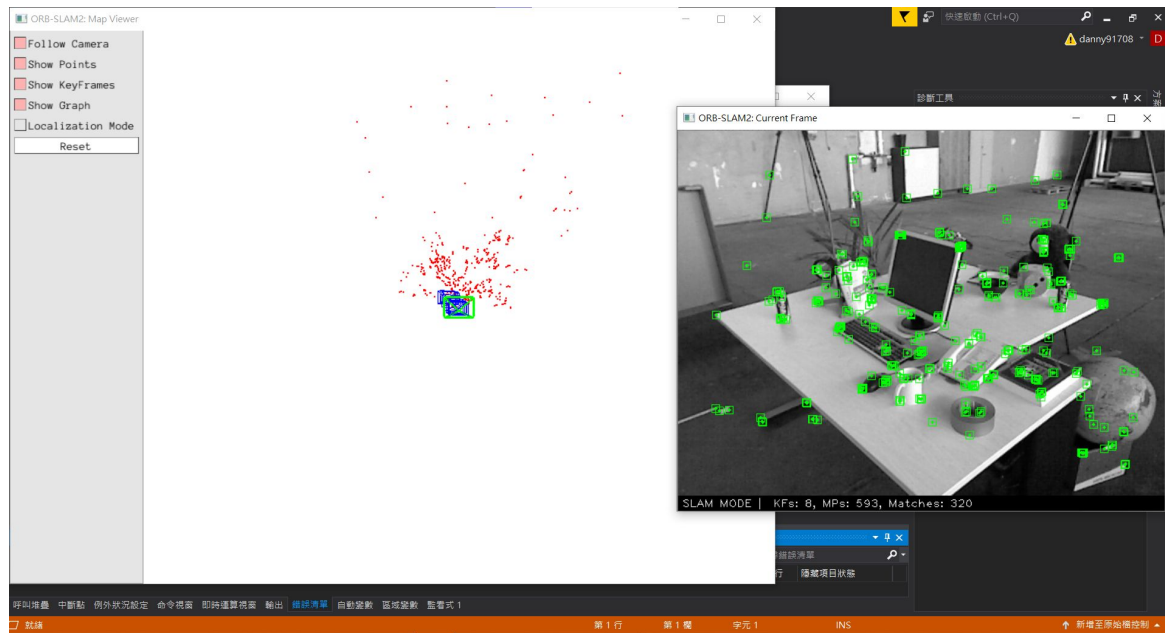 ORB-SLAM2: Map Viewer
Follow Camera
Show Points
Show KeyFrames
Show Graph
Localization Mode
Reset
快速啟動 (Ctrl+Q)
danny91708
D
診斷工具
ORB-SLAM2: Current Frame
SLAM MODE | KFs: 8, MPs: 593, Matches: 320
錯誤清單
行 隱藏項目狀態
呼叫堆疊 中斷點 例外狀況設定 命令視窗 即時運算視窗 輸出 錯誤清單 自動變數 區域變數 監看式 1
就緒 第 1 行 第 1 欄 字元 1 INS 新增至原始檔控制